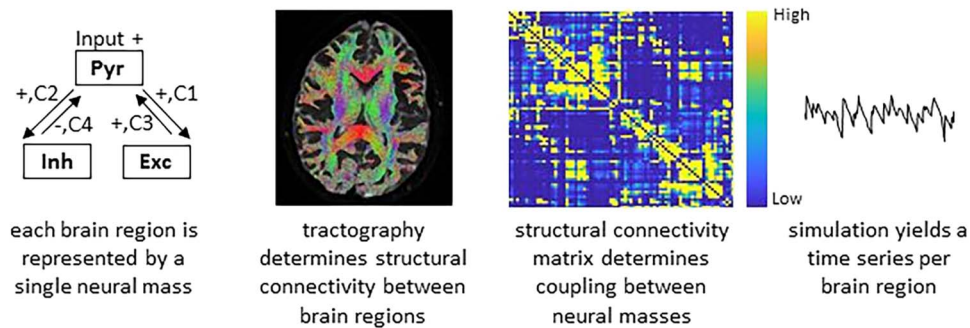 Input +
Pyr
+,C2
-,C4
+,C3
+,C1
Inh
Exc
High
Low
each brain region is
represented by a
single neural mass
tractography
determines structural
connectivity between
brain regions
structural connectivity
matrix determines
coupling between
neural masses
simulation yields a
time series per
brain region